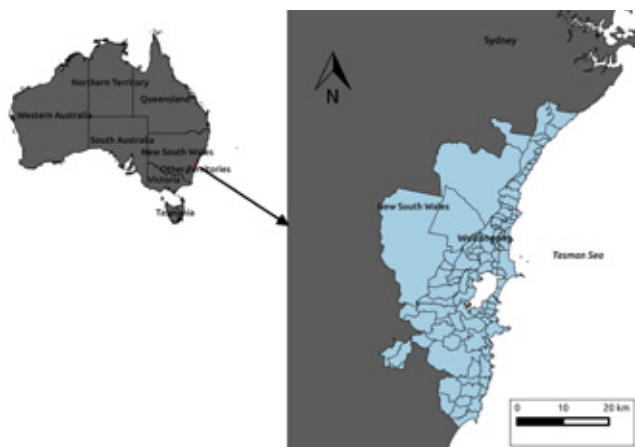 Northern Territory
Queensland
Western Australia
South Australia
New South Wales
Other Territories
Victoria
Tasmania
Sydney
N
New South Wales
Wollongong
Tasman Sea
0 10 20 km